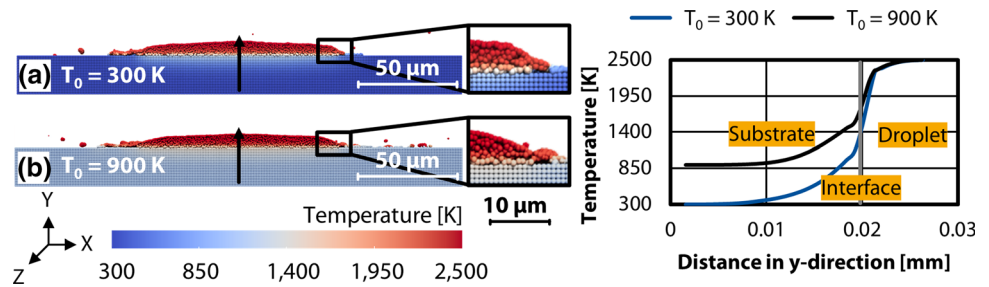 (a) T₀ = 300 K
50 µm
(b) T₀ = 900 K
50 µm
10 µm
Y
X
Z
Temperature [K]
300 850 1,400 1,950 2,500
T₀ = 300 K T₀ = 900 K
Temperature [K]
2500
1950
1400
850
300
Substrate
Droplet
Interface
0 0.01 0.02 0.03
Distance in y-direction [mm]